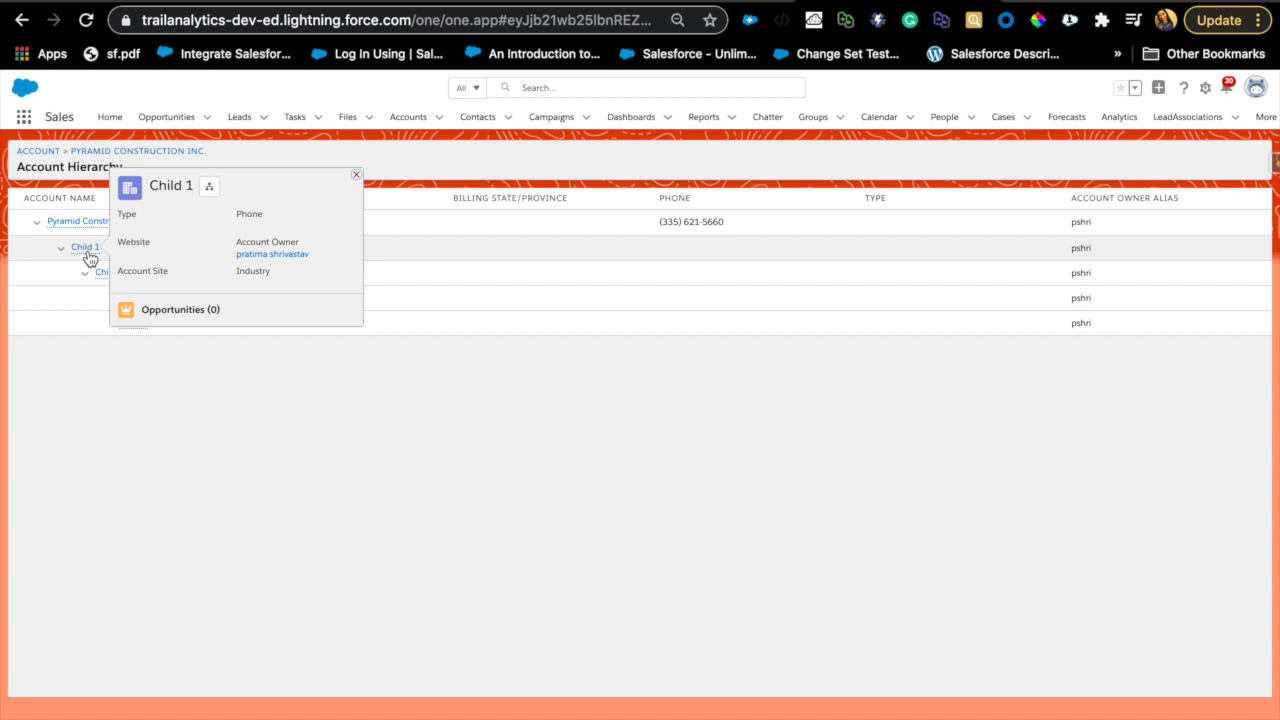 trailanalytics-dev-ed.lightning.force.com/one/one.app#eyJjb21wb25lbnREZ...
Update
Apps
sf.pdf
Integrate Salesfor...
Log In Using | Sal...
An Introduction to...
Salesforce - Unlim...
Change Set Test...
Salesforce Descri...
»
Other Bookmarks
All
Search...
20
Sales
Home
Opportunities
Leads
Tasks
Files
Accounts
Contacts
Campaigns
Dashboards
Reports
Chatter
Groups
Calendar
People
Cases
Forecasts
Analytics
LeadAssociations
More
ACCOUNT > PYRAMID CONSTRUCTION INC.
Account Hierarchy
ACCOUNT NAME
BILLING STATE/PROVINCE
PHONE
TYPE
ACCOUNT OWNER ALIAS
Pyramid Constr
(335) 621-5660
pshri
Child 1
pshri
Chi
pshri
pshri
pshri
Child 1
Type
Phone
Website
Account Owner
pratima shrivastav
Account Site
Industry
Opportunities (0)